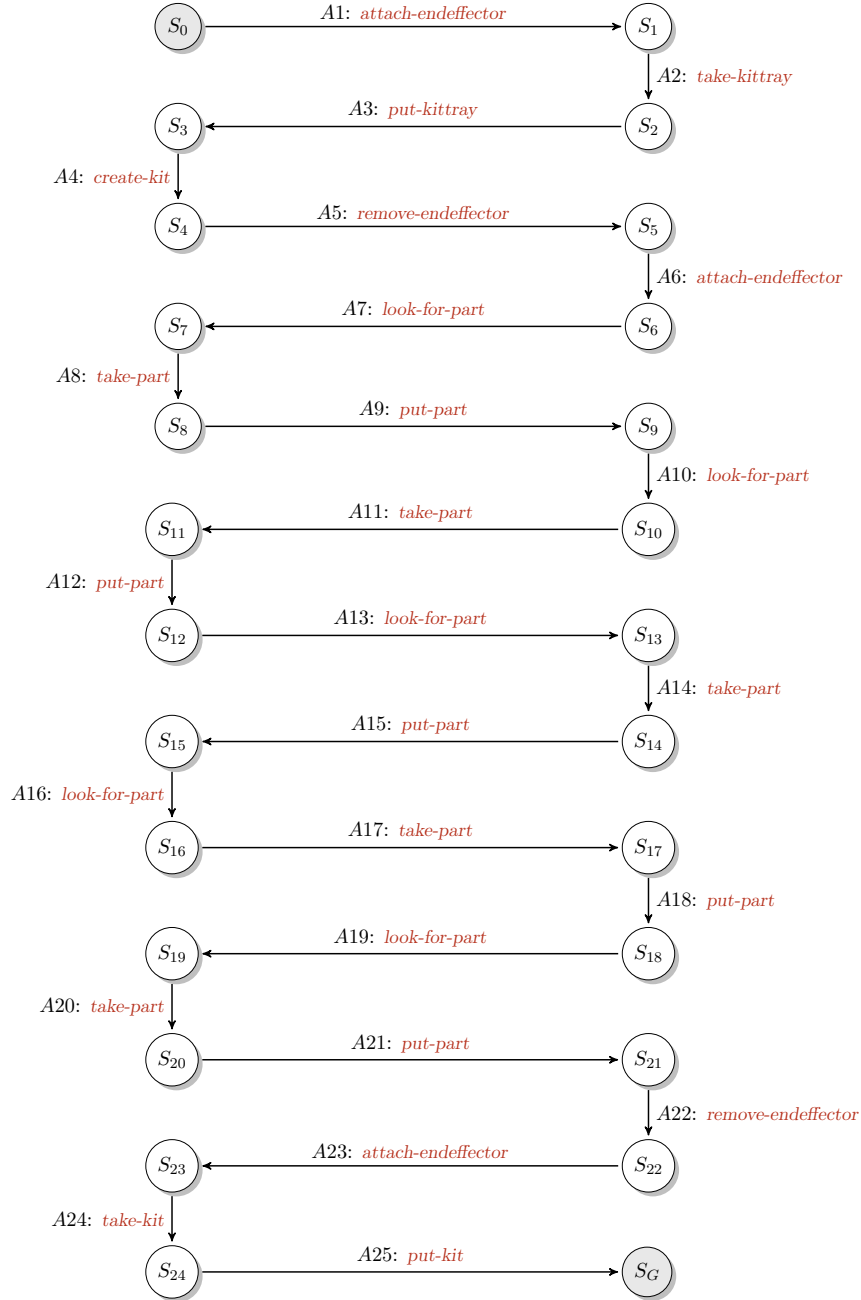 S0 A1: attach-endeffector S1
A2: take-kittray
S3 A3: put-kittray S2
A4: create-kit
S4 A5: remove-endeffector S5
A6: attach-endeffector
S7 A7: look-for-part S6
A8: take-part
S8 A9: put-part S9
A10: look-for-part
S11 A11: take-part S10
A12: put-part
S12 A13: look-for-part S13
A14: take-part
S15 A15: put-part S14
A16: look-for-part
S16 A17: take-part S17
A18: put-part
S19 A19: look-for-part S18
A20: take-part
S20 A21: put-part S21
A22: remove-endeffector
S23 A23: attach-endeffector S22
A24: take-kit
S24 A25: put-kit SG